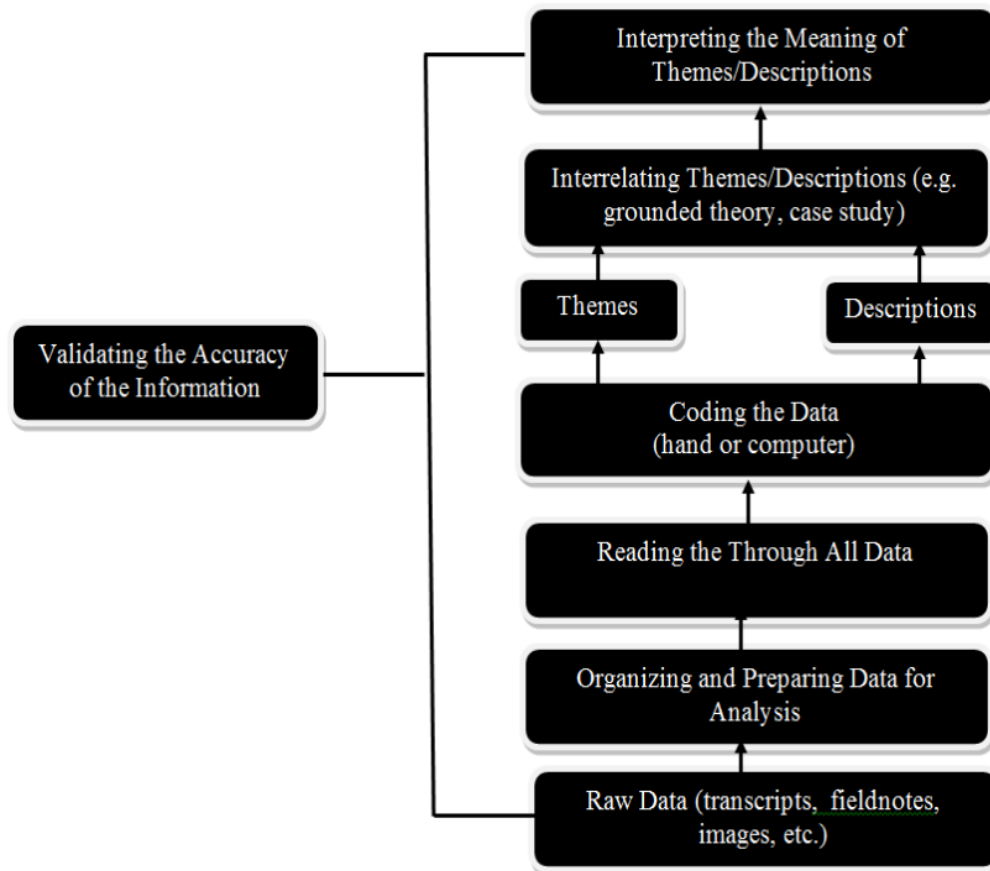 Interpreting the Meaning of
Themes/Descriptions
Interrelating Themes/Descriptions (e.g.
grounded theory, case study)
Themes
Descriptions
Validating the Accuracy
of the Information
Coding the Data
(hand or computer)
Reading the Through All Data
Organizing and Preparing Data for
Analysis
Raw Data (transcripts, fieldnotes,
images, etc.)